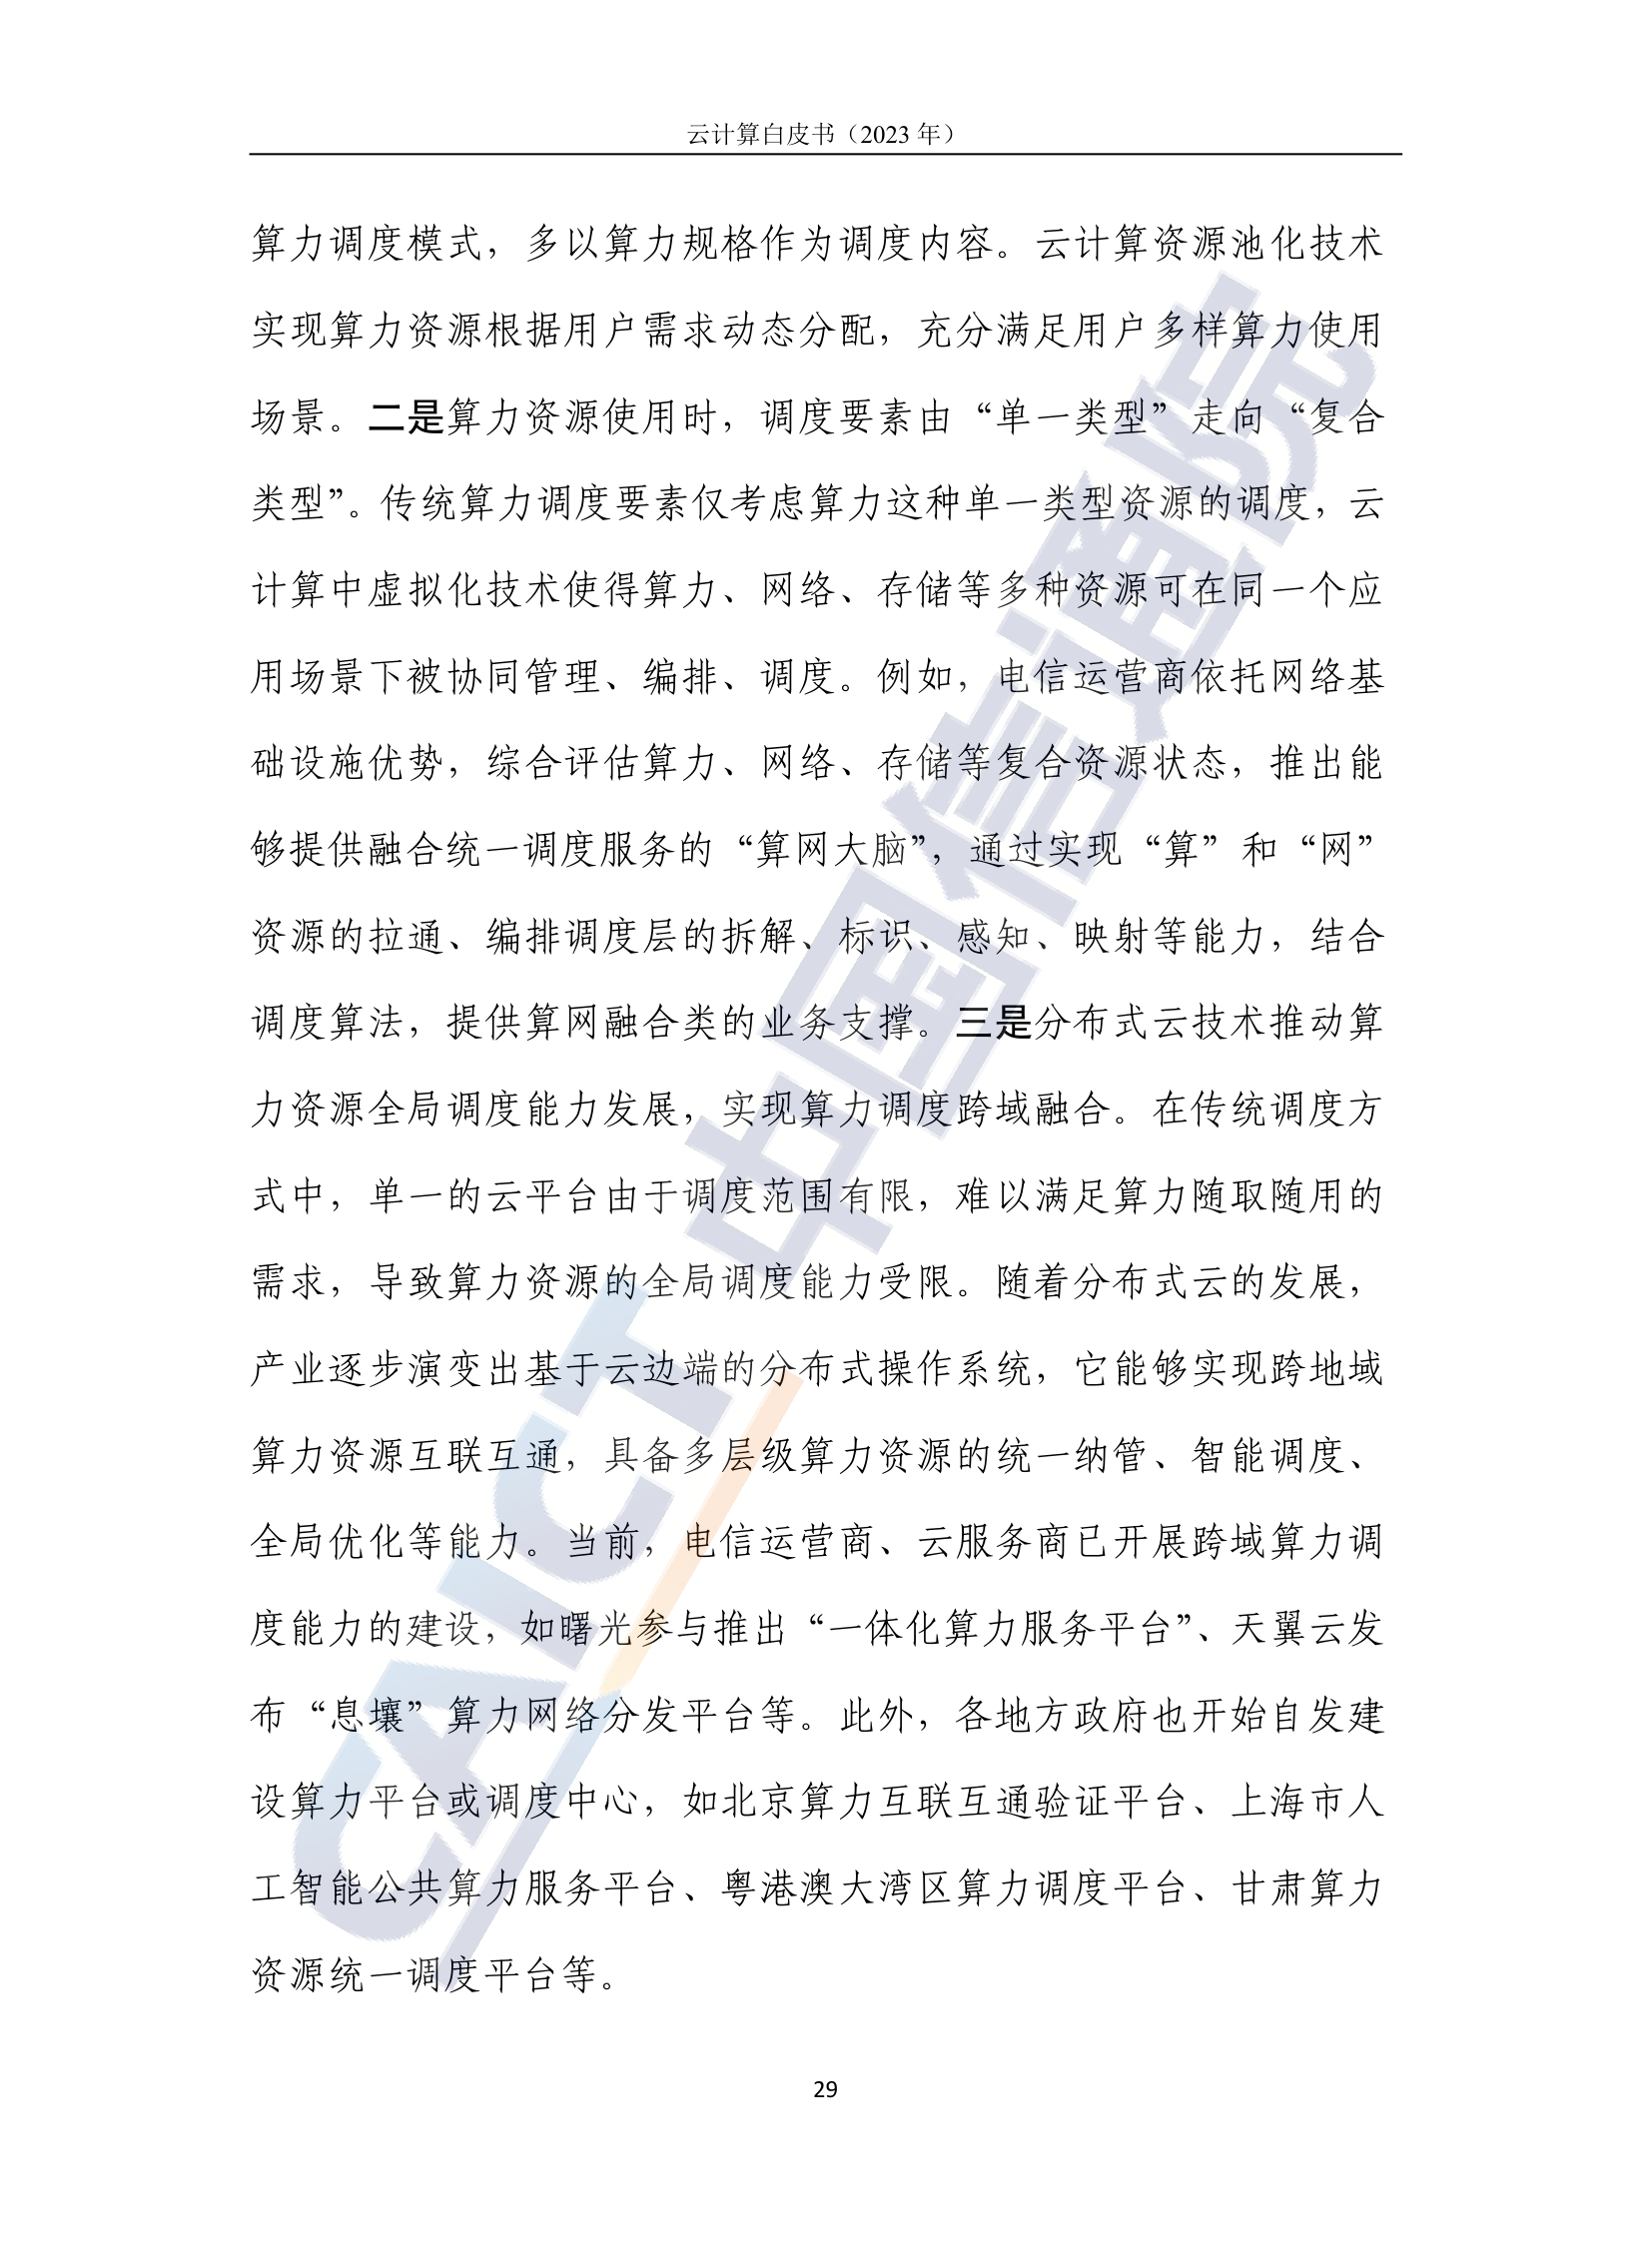 云计算白皮书（2023 年）
算力调度模式，多以算力规格作为调度内容。云计算资源池化技术
实现算力资源根据用户需求动态分配，充分满足用户多样算力使用
场景。二是算力资源使用时，调度要素由“单一类型”走向“复合
类型”。传统算力调度要素仅考虑算力这种单一类型资源的调度，云
计算中虚拟化技术使得算力、网络、存储等多种资源可在同一个应
用场景下被协同管理、编排、调度。例如，电信运营商依托网络基
础设施优势，综合评估算力、网络、存储等复合资源状态，推出能
够提供融合统一调度服务的“算网大脑”，通过实现“算”和“网”
资源的拉通、编排调度层的拆解、标识、感知、映射等能力，结合
调度算法，提供算网融合类的业务支撑。三是分布式云技术推动算
力资源全局调度能力发展，实现算力调度跨域融合。在传统调度方
式中，单一的云平台由于调度范围有限，难以满足算力随取随用的
需求，导致算力资源的全局调度能力受限。随着分布式云的发展，
产业逐步演变出基于云边端的分布式操作系统，它能够实现跨地域
算力资源互联互通，具备多层级算力资源的统一纳管、智能调度、
全局优化等能力。当前，电信运营商、云服务商已开展跨域算力调
度能力的建设，如曙光参与推出“一体化算力服务平台”、天翼云发
布“息壤”算力网络分发平台等。此外，各地方政府也开始自发建
设算力平台或调度中心，如北京算力互联互通验证平台、上海市人
工智能公共算力服务平台、粤港澳大湾区算力调度平台、甘肃算力
资源统一调度平台等。
CAICT 中国信通院
29